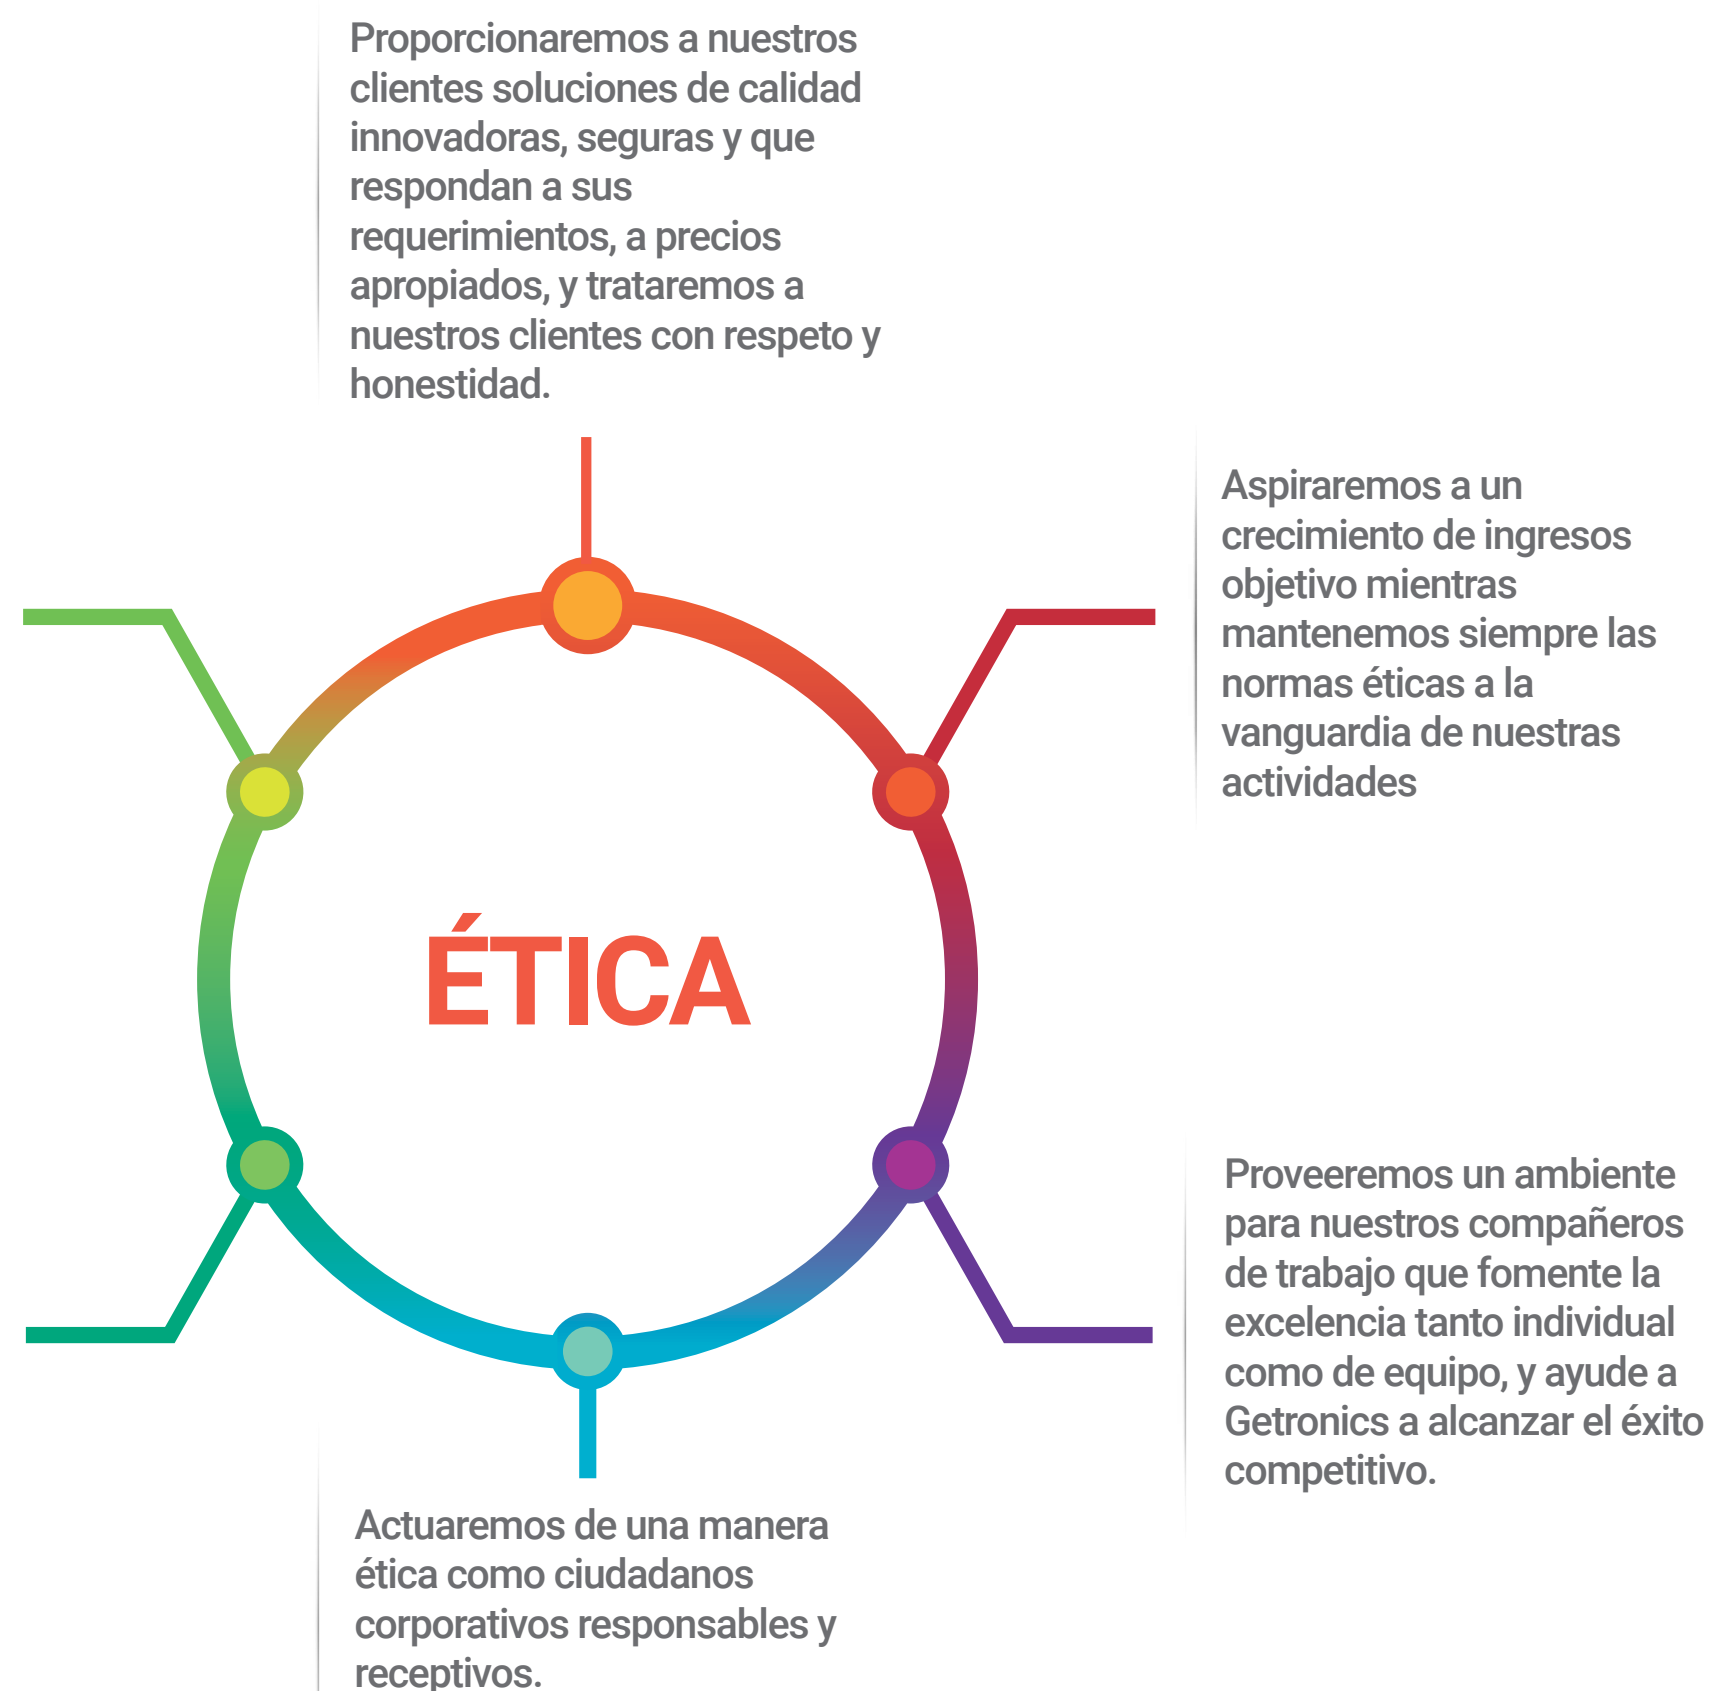 Proporcionaremos a nuestros
clientes soluciones de calidad
innovadoras, seguras y que
respondan a sus
requerimientos, a precios
apropiados, y trataremos a
nuestros clientes con respeto y
honestidad.
Aspiraremos a un
crecimiento de ingresos
objetivo mientras
mantenemos siempre las
normas éticas a la
vanguardia de nuestras
actividades
ÉTICA
Proveeremos un ambiente
para nuestros compañeros
de trabajo que fomente la
excelencia tanto individual
como de equipo, y ayude a
Getronics a alcanzar el éxito
competitivo.
Actuaremos de una manera
ética como ciudadanos
corporativos responsables y
receptivos.